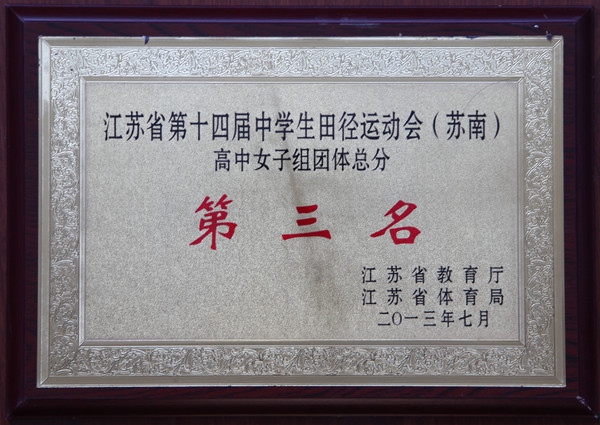 江苏省第十四届中学生田径运动会（苏南）
高中女子组团体总分
第三名
江苏省教育厅
江苏省体育局
二〇一三年七月